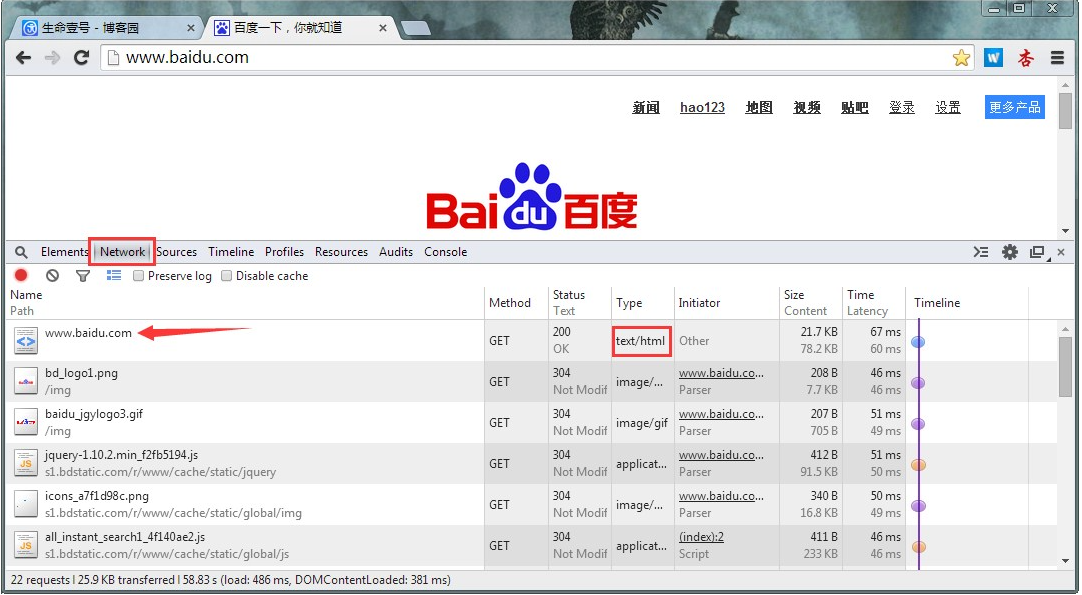 生命壹号 - 博客园
百度一下，你就知道
www.baidu.com
新闻 hao123 地图 视频 贴吧 登录 设置 更多产品
Bai du 百度
Elements Network Sources Timeline Profiles Resources Audits Console
Preserve log Disable cache
Name Path Method Status Text Type Initiator Size Content Time Latency Timeline
www.baidu.com GET 200 OK text/html Other 21.7 KB 78.2 KB 67 ms 60 ms
bd_logo1.png /img GET 304 Not Modif image/... www.baidu.co... Parser 208 B 7.7 KB 46 ms 46 ms
baidu_jgylogo3.gif /img GET 304 Not Modif image/gif www.baidu.co... Parser 207 B 705 B 51 ms 49 ms
jquery-1.10.2.min_f2fb5194.js s1.bdstatic.com/r/www/cache/static/jquery GET 304 Not Modif applicat... www.baidu.co... Parser 412 B 91.5 KB 51 ms 50 ms
icons_a7f1d98c.png s1.bdstatic.com/r/www/cache/static/global/img GET 304 Not Modif image/... www.baidu.co... Parser 340 B 16.8 KB 50 ms 49 ms
all_instant_search1_4f140ae2.js s1.bdstatic.com/r/www/cache/static/global/js GET 304 Not Modif applicat... (index):2 Script 411 B 233 KB 46 ms 46 ms
22 requests | 25.9 KB transferred | 58.83 s (load: 486 ms, DOMContentLoaded: 381 ms)